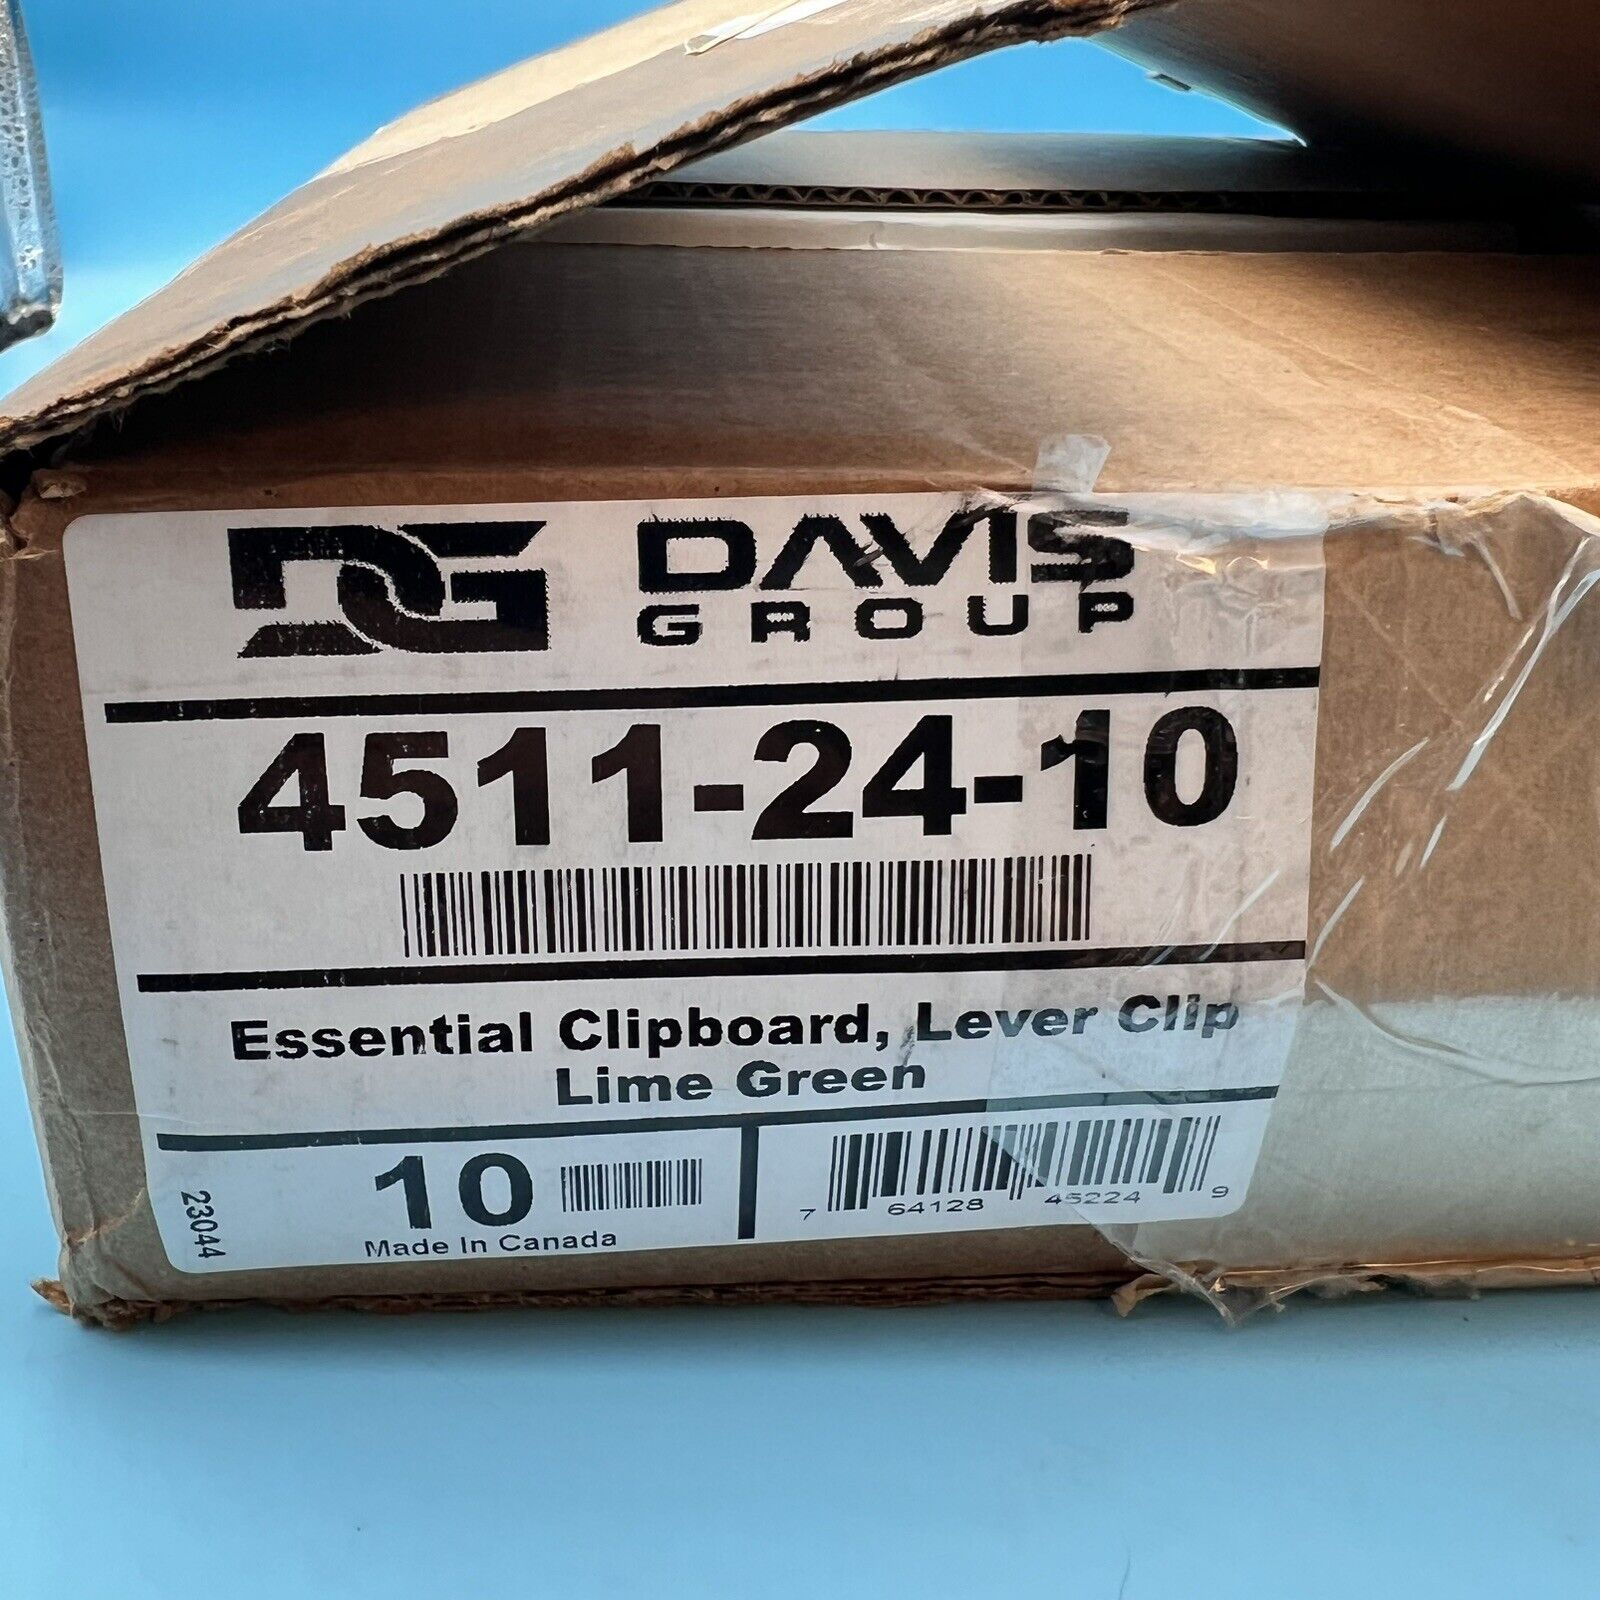 DG DAVIS
GROUP
4511-24-10
Essential Clipboard, Lever Clip
Lime Green
10
Made In Canada
23044
7 64128 45224 9